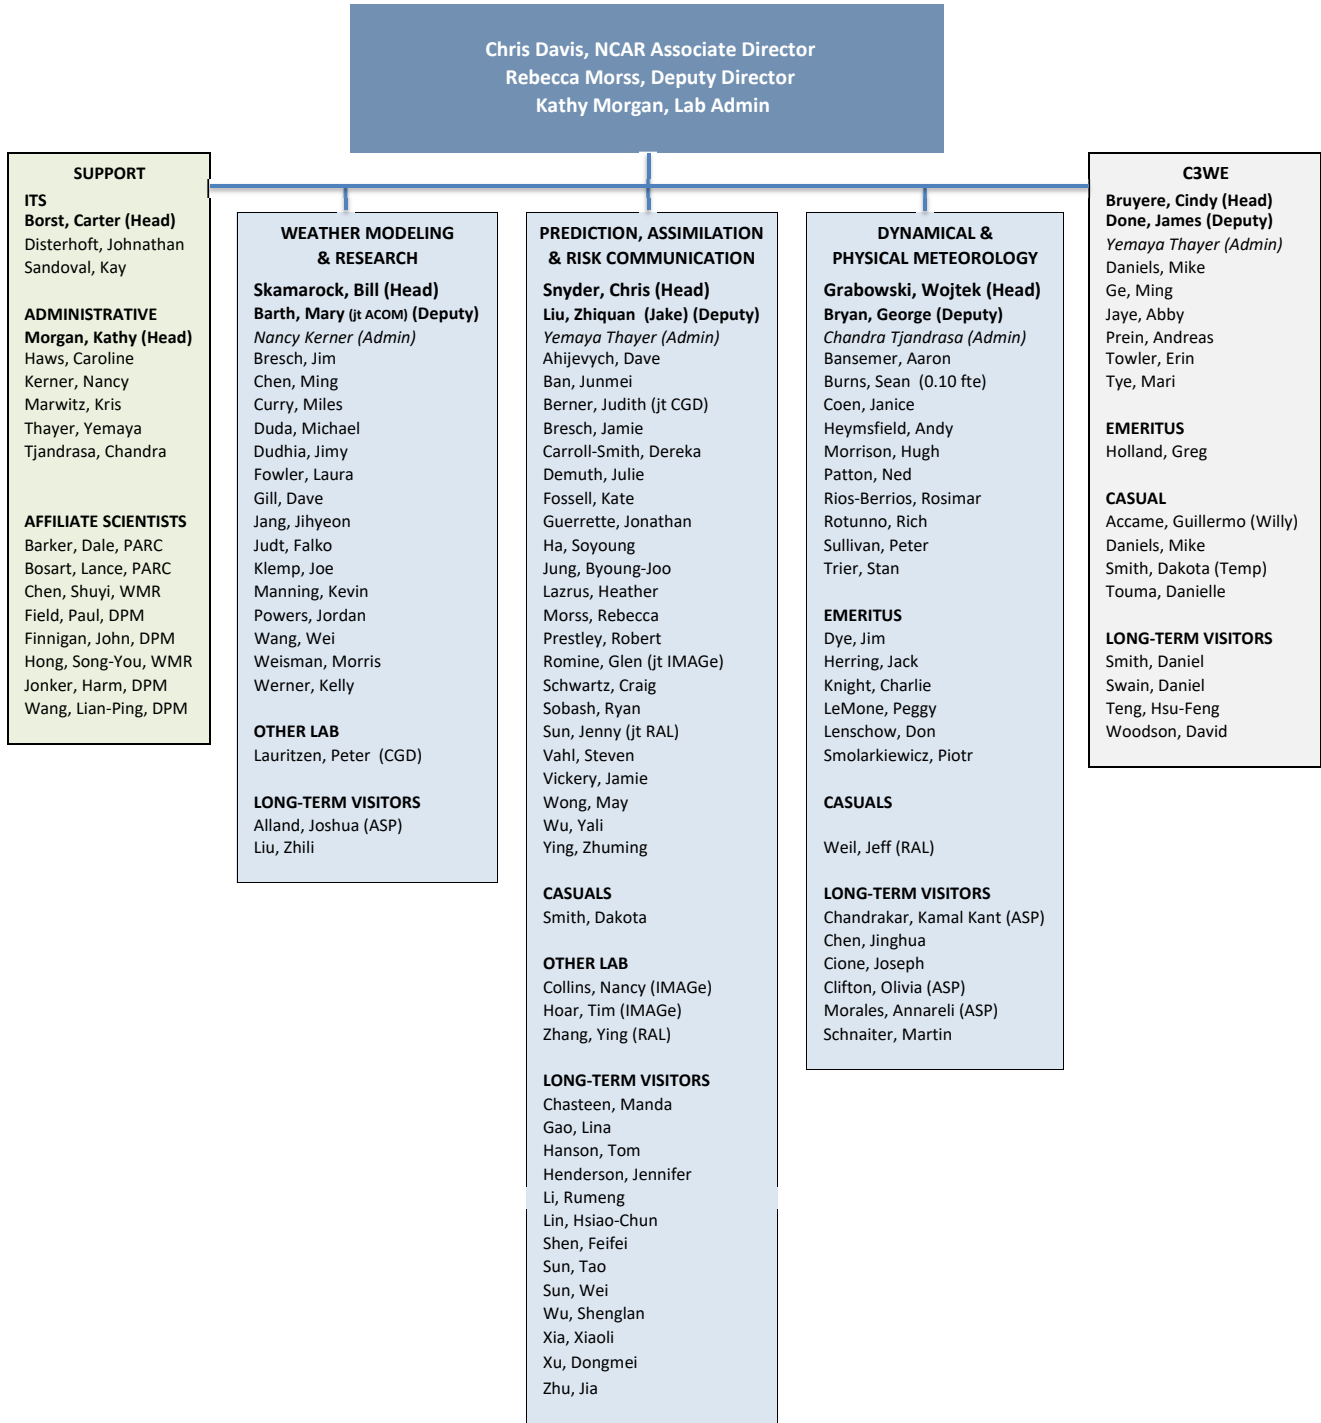 Chris Davis, NCAR Associate Director
Rebecca Morss, Deputy Director
Kathy Morgan, Lab Admin
SUPPORT
ITS
Borst, Carter (Head)
Disterhoft, Johnathan
Sandoval, Kay
ADMINISTRATIVE
Morgan, Kathy (Head)
Haws, Caroline
Kerner, Nancy
Marwitz, Kris
Thayer, Yemaya
Tjandrasa, Chandra
AFFILIATE SCIENTISTS
Barker, Dale, PARC
Bosart, Lance, PARC
Chen, Shuyi, WMR
Field, Paul, DPM
Finnigan, John, DPM
Hong, Song-You, WMR
Jonker, Harm, DPM
Wang, Lian-Ping, DPM
WEATHER MODELING
& RESEARCH
Skamarock, Bill (Head)
Barth, Mary (jt ACOM) (Deputy)
Nancy Kerner (Admin)
Bresch, Jim
Chen, Ming
Curry, Miles
Duda, Michael
Dudhia, Jimy
Fowler, Laura
Gill, Dave
Jang, Jihyeon
Judt, Falko
Klemp, Joe
Manning, Kevin
Powers, Jordan
Wang, Wei
Weisman, Morris
Werner, Kelly
OTHER LAB
Lauritzen, Peter (CGD)
LONG-TERM VISITORS
Alland, Joshua (ASP)
Liu, Zhili
PREDICTION, ASSIMILATION
& RISK COMMUNICATION
Snyder, Chris (Head)
Liu, Zhiquan (Jake) (Deputy)
Yemaya Thayer (Admin)
Ahijevych, Dave
Ban, Junmei
Berner, Judith (jt CGD)
Bresch, Jamie
Carroll-Smith, Dereka
Demuth, Julie
Fossell, Kate
Guerrette, Jonathan
Ha, Soyoung
Jung, Byoung-Joo
Lazrus, Heather
Morss, Rebecca
Prestley, Robert
Romine, Glen (jt IMAGe)
Schwartz, Craig
Sobash, Ryan
Sun, Jenny (jt RAL)
Vahl, Steven
Vickery, Jamie
Wong, May
Wu, Yali
Ying, Zhuming
CASUALS
Smith, Dakota
OTHER LAB
Collins, Nancy (IMAGe)
Hoar, Tim (IMAGe)
Zhang, Ying (RAL)
LONG-TERM VISITORS
Chasteen, Manda
Gao, Lina
Hanson, Tom
Henderson, Jennifer
Li, Rumeng
Lin, Hsiao-Chun
Shen, Feifei
Sun, Tao
Sun, Wei
Wu, Shenglan
Xia, Xiaoli
Xu, Dongmei
Zhu, Jia
DYNAMICAL &
PHYSICAL METEOROLOGY
Grabowski, Wojtek (Head)
Bryan, George (Deputy)
Chandra Tjandrasa (Admin)
Bansemer, Aaron
Burns, Sean (0.10 fte)
Coen, Janice
Heymsfield, Andy
Morrison, Hugh
Patton, Ned
Rios-Berrios, Rosimar
Rotunno, Rich
Sullivan, Peter
Trier, Stan
EMERITUS
Dye, Jim
Herring, Jack
Knight, Charlie
LeMone, Peggy
Lenschow, Don
Smolarkiewicz, Piotr
CASUALS
Weil, Jeff (RAL)
LONG-TERM VISITORS
Chandrakar, Kamal Kant (ASP)
Chen, Jinghua
Cione, Joseph
Clifton, Olivia (ASP)
Morales, Annareli (ASP)
Schnaiter, Martin
C3WE
Bruyere, Cindy (Head)
Done, James (Deputy)
Yemaya Thayer (Admin)
Daniels, Mike
Ge, Ming
Jaye, Abby
Prein, Andreas
Towler, Erin
Tye, Mari
EMERITUS
Holland, Greg
CASUAL
Accame, Guillermo (Willy)
Daniels, Mike
Smith, Dakota (Temp)
Touma, Danielle
LONG-TERM VISITORS
Smith, Daniel
Swain, Daniel
Teng, Hsu-Feng
Woodson, David